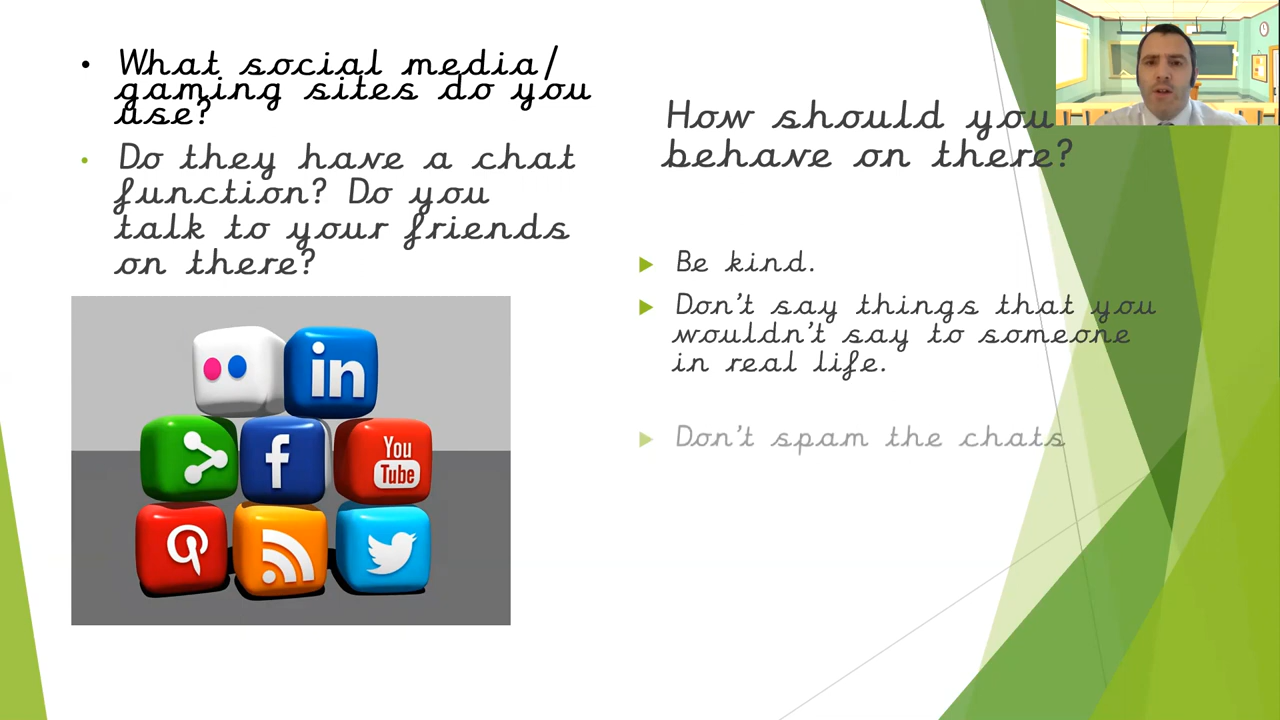 What social media/
gaming sites do you
use?
Do they have a chat
function? Do you
talk to your friends
on there?
in
f
You
Tube
How should you
behave on there?
Be kind.
Don't say things that you
wouldn't say to someone
in real life.
Don't spam the chats